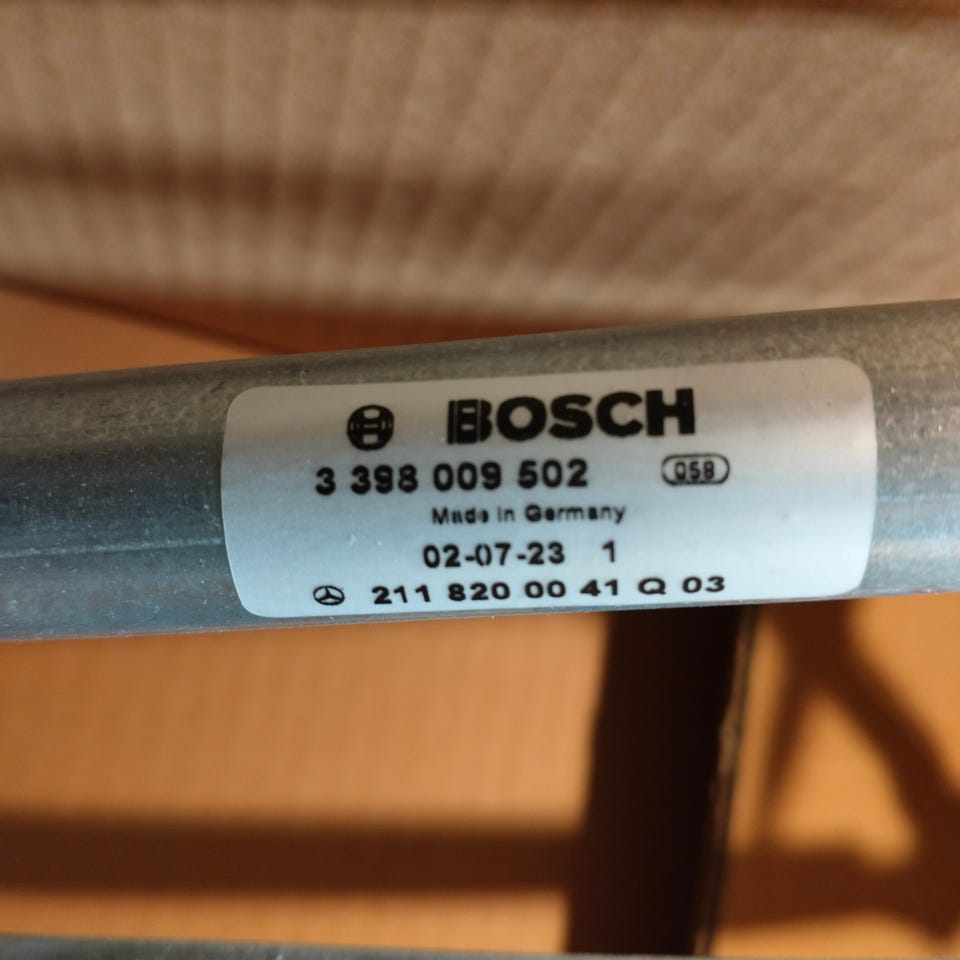 BOSCH
3 398 009 502 Q58
Made in Germany
02-07-23 1
211 820 00 41 Q 03